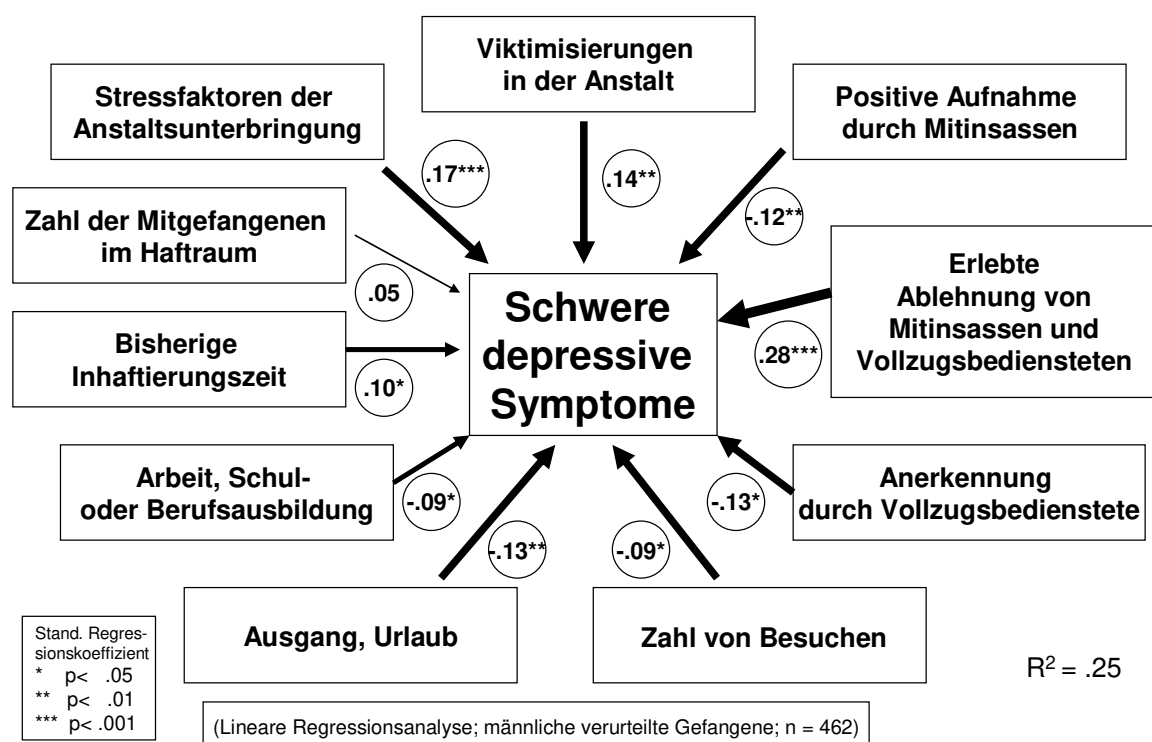 Viktimisierungen
in der Anstalt
Stressfaktoren der
Anstaltsunterbringung
Positive Aufnahme
durch Mitinsassen
.17***
.14**
-.12**
Zahl der Mitgefangenen
im Haftraum
.05
Erlebte
Ablehnung von
Mitinsassen und
Vollzugsbediensteten
.28***
Schwere
depressive
Symptome
Bisherige
Inhaftierungszeit
.10*
Arbeit, Schul-
oder Berufsausbildung
-.09*
Anerkennung
durch Vollzugsbedienstete
-.13*
-.13**
-.09*
Ausgang, Urlaub
Zahl von Besuchen
Stand. Regres-
sionskoeffizient
* p< .05
** p< .01
*** p< .001
R² = .25
(Lineare Regressionsanalyse; männliche verurteilte Gefangene; n = 462)